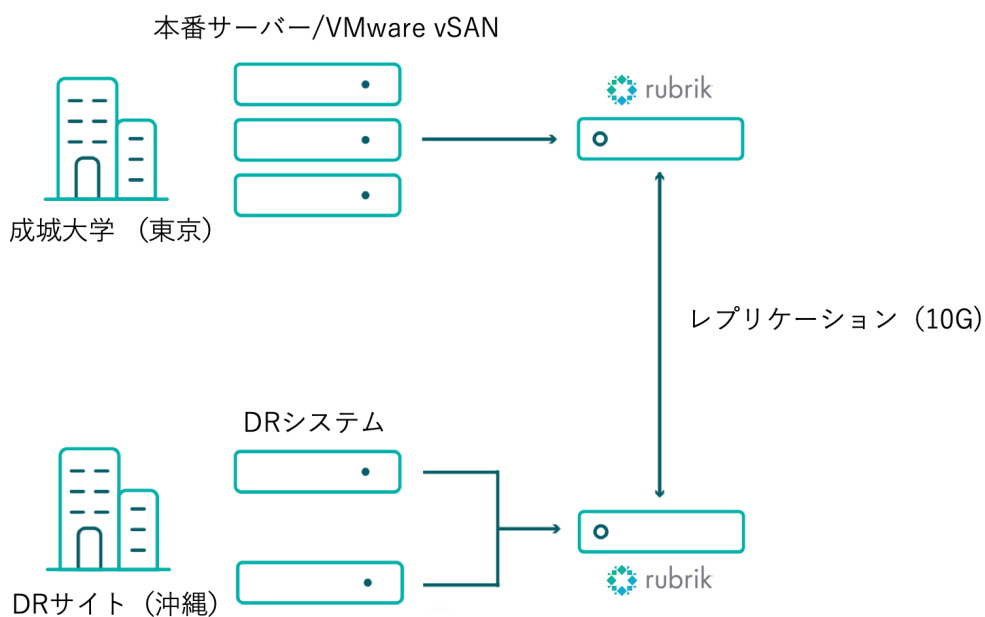 本番サーバー/VMware vSAN
rubrik
成城大学 （東京）
レプリケーション（10G）
DRシステム
rubrik
DRサイト（沖縄）